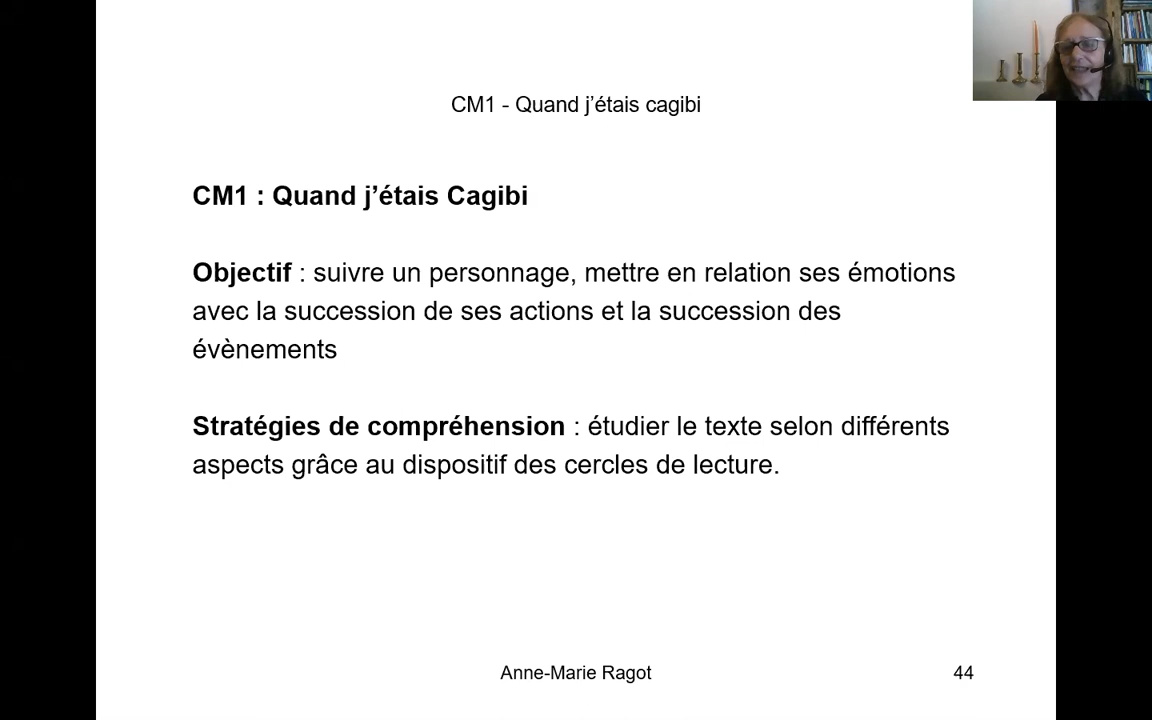 CM1 - Quand j’étais cagibi
CM1 : Quand j’étais Cagibi
Objectif : suivre un personnage, mettre en relation ses émotions
avec la succession de ses actions et la succession des
évènements
Stratégies de compréhension : étudier le texte selon différents
aspects grâce au dispositif des cercles de lecture.
Anne-Marie Ragot
44